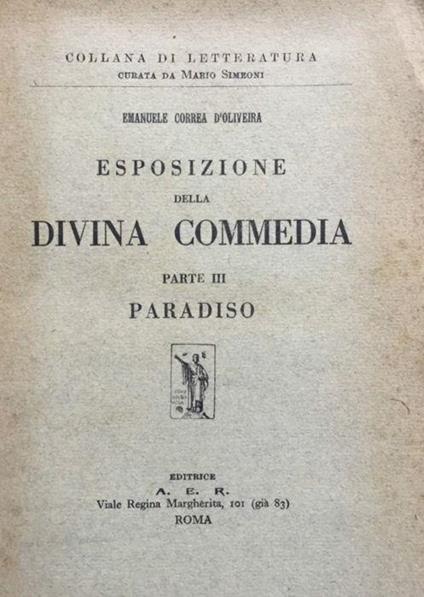 COLLANA DI LETTERATURA
CURATA DA MARIO SIMEONI
EMANUELE CORREA D'OLIVEIRA
ESPOSIZIONE
DELLA
DIVINA COMMEDIA
PARTE III
PARADISO
EDITRICE
A. E. R.
Viale Regina Margherita, 101 (già 83)
ROMA